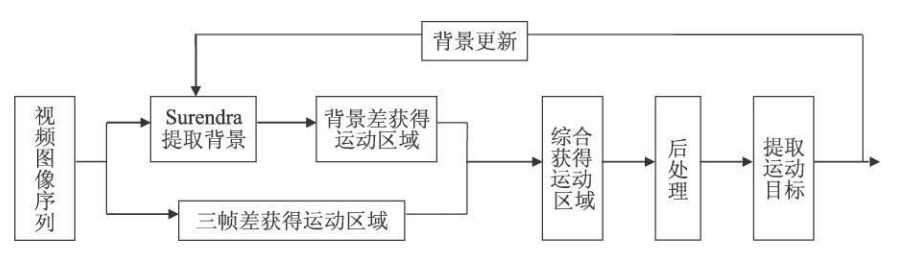 背景更新
视频图像序列
Surendra
提取背景
背景差获得
运动区域
三帧差获得运动区域
综合
获得
运动
区域
后处理
提取
运动
目标